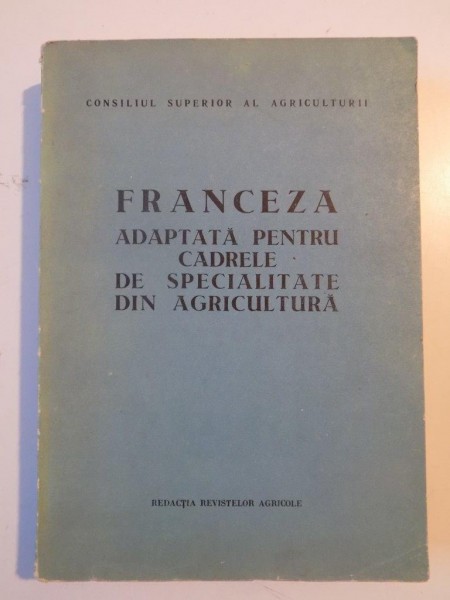 CONSILIUL SUPERIOR AL AGRICULTURII
FRANCEZA
ADAPTATĂ PENTRU
CADRELE
DE SPECIALITATE
DIN AGRICULTURĂ
REDACȚIA REVISTELOR AGRICOLE